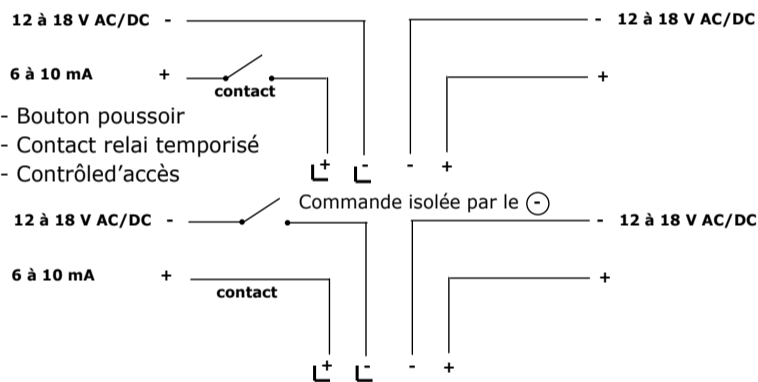 12 à 18 V AC/DC - - 12 à 18 V AC/DC
6 à 10 mA + +
contact
- Bouton poussoir
- Contact relai temporisé
- Contrôled'accès
L+ L- - +
Commande isolée par le -
12 à 18 V AC/DC - - 12 à 18 V AC/DC
6 à 10 mA + +
contact
L+ L- - +